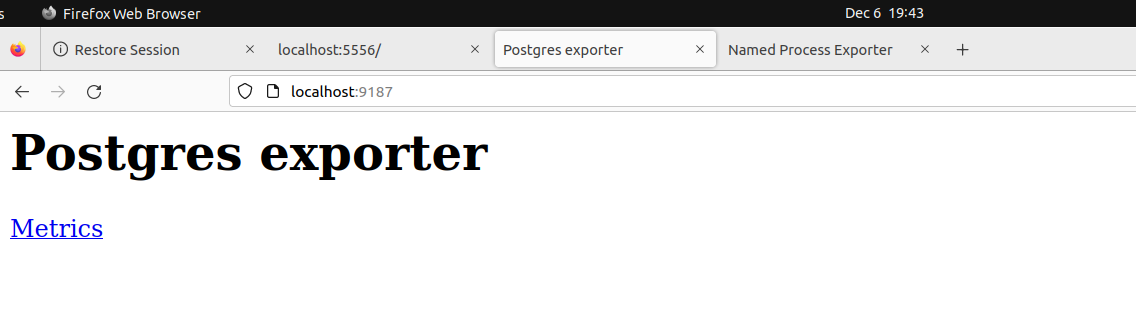 s Firefox Web Browser Dec 6 19:43
Restore Session localhost:5556/ Postgres exporter Named Process Exporter
localhost:9187
Postgres exporter
Metrics